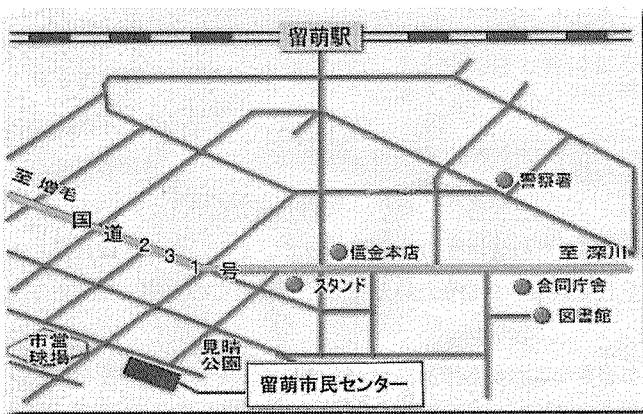 留萌駅
警察署
至 増毛
国道231号
信金本店
至 深川
スタンド
合同庁舎
図書館
市営
球場
見晴
公園
留萌市民センター